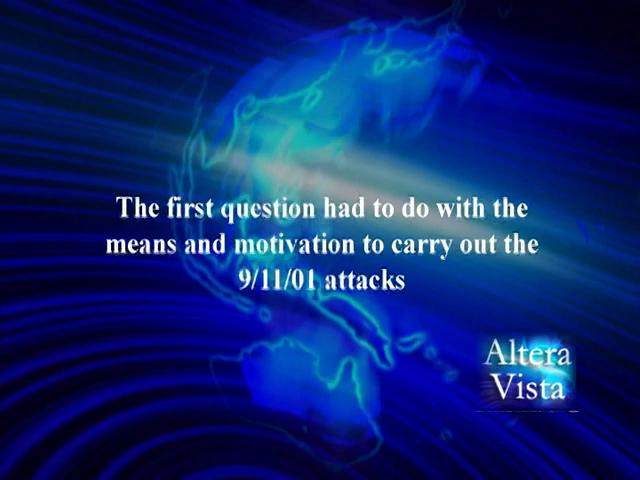 The first question had to do with the
means and motivation to carry out the
9/11/01 attacks
Altera
Vista